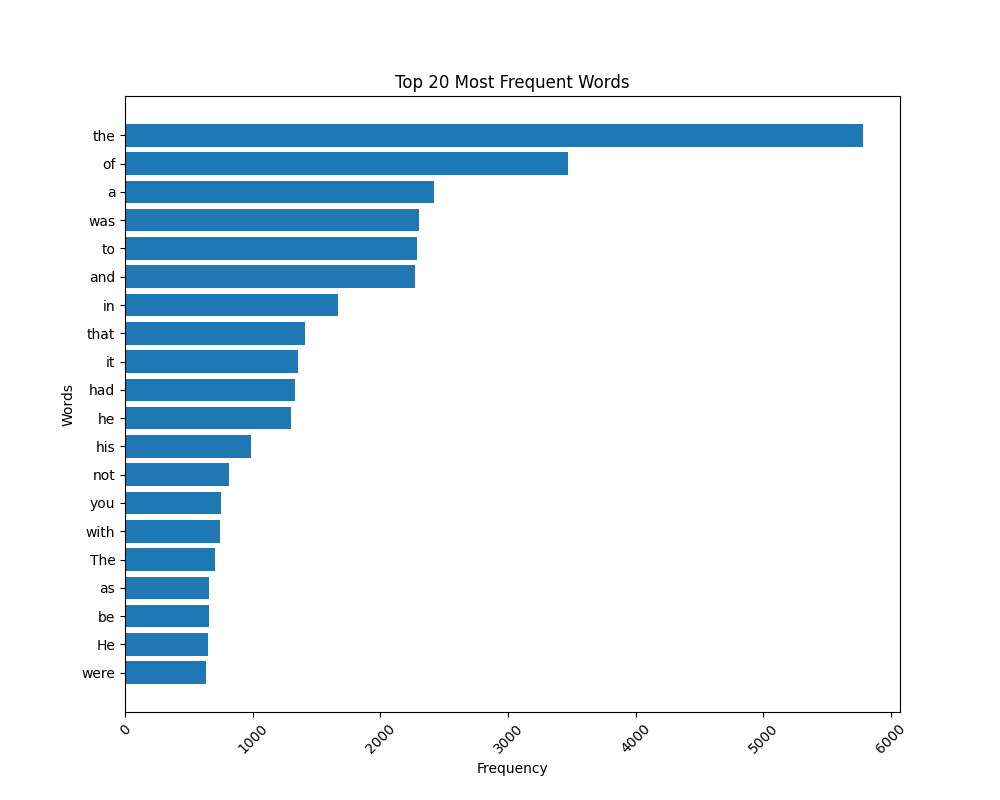 Top 20 Most Frequent Words
the
of
a
was
to
and
in
that
it
had
he
his
not
you
with
The
as
be
He
were
Words
0
1000
2000
3000
4000
5000
6000
Frequency